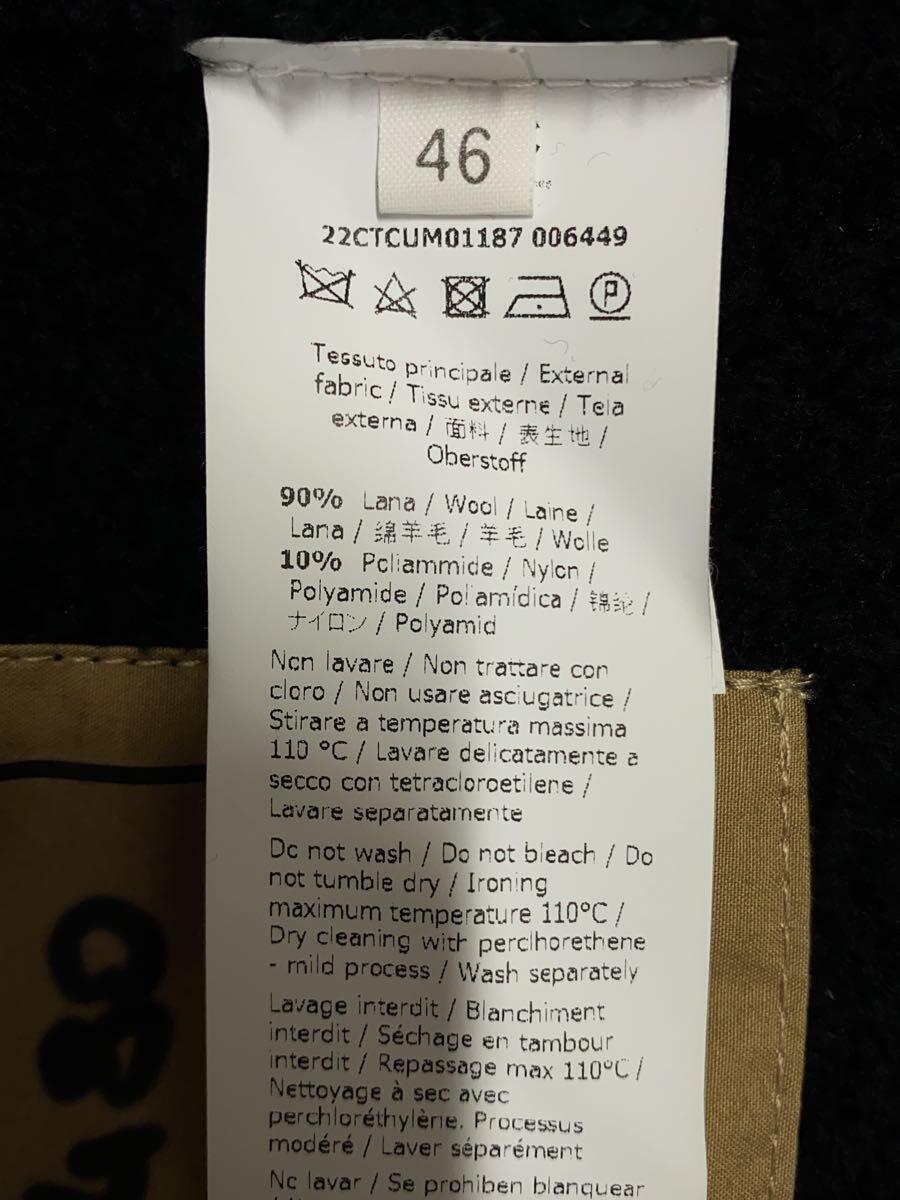 46
22CTCUM01187 006449
P
Tessuto principale / External
fabric / Tissu externe / Tela
externa / 面料 / 表生地 /
Oberstoff
90% Lana / Wool / Laine /
Lana / 绵羊毛 / 羊毛 / Wolle
10% Poliammide / Nylon /
Polyamide / Poliamídica / 锦纶 /
ナイロン / Polyamid
Non lavare / Non trattare con
cloro / Non usare asciugatrice /
Stirare a temperatura massima
110 °C / Lavare delicatamente a
secco con tetracloroetilene /
Lavare separatamente
Do not wash / Do not bleach / Do
not tumble dry / Ironing
maximum temperature 110°C /
Dry cleaning with perclhorethene
- mild process / Wash separately
Lavage interdit / Blanchiment
interdit / Séchage en tambour
interdit / Repassage max 110°C /
Nettoyage à sec avec
perchloréthylène. Processus
modéré / Laver séparément
No lavar / Se prohiben blanquear